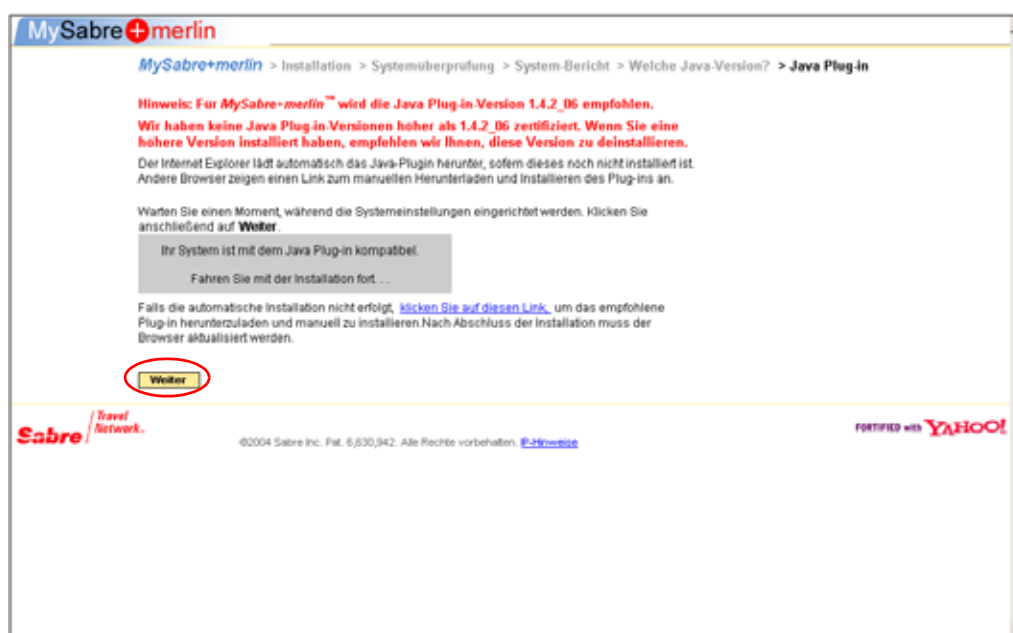 MySabre+merlin
MySabre+merlin > Installation > Systemüberprüfung > System-Bericht > Welche Java-Version? > Java Plug-in
Hinweis: Für MySabre+merlin™ wird die Java Plug-in-Version 1.4.2_06 empfohlen.
Wir haben keine Java Plug-in-Versionen höher als 1.4.2_06 zertifiziert. Wenn Sie eine
höhere Version installiert haben, empfehlen wir Ihnen, diese Version zu deinstallieren.
Der Internet Explorer lädt automatisch das Java-Plugin herunter, sofern dieses noch nicht installiert ist.
Andere Browser zeigen einen Link zum manuellen Herunterladen und Installieren des Plug-ins an.
Warten Sie einen Moment, während die Systemeinstellungen eingerichtet werden. Klicken Sie
anschließend auf Weiter.
Ihr System ist mit dem Java Plug-in kompatibel.
Fahren Sie mit der Installation fort. . .
Falls die automatische Installation nicht erfolgt, klicken Sie auf diesen Link, um das empfohlene
Plug-in herunterzuladen und manuell zu installieren.Nach Abschluss der Installation muss der
Browser aktualisiert werden.
Weiter
Sabre Travel Network.
©2004 Sabre Inc. Pat. 6,630,942. Alle Rechte vorbehalten. IP-Hinweise
FORTIFIED with YAHOO!